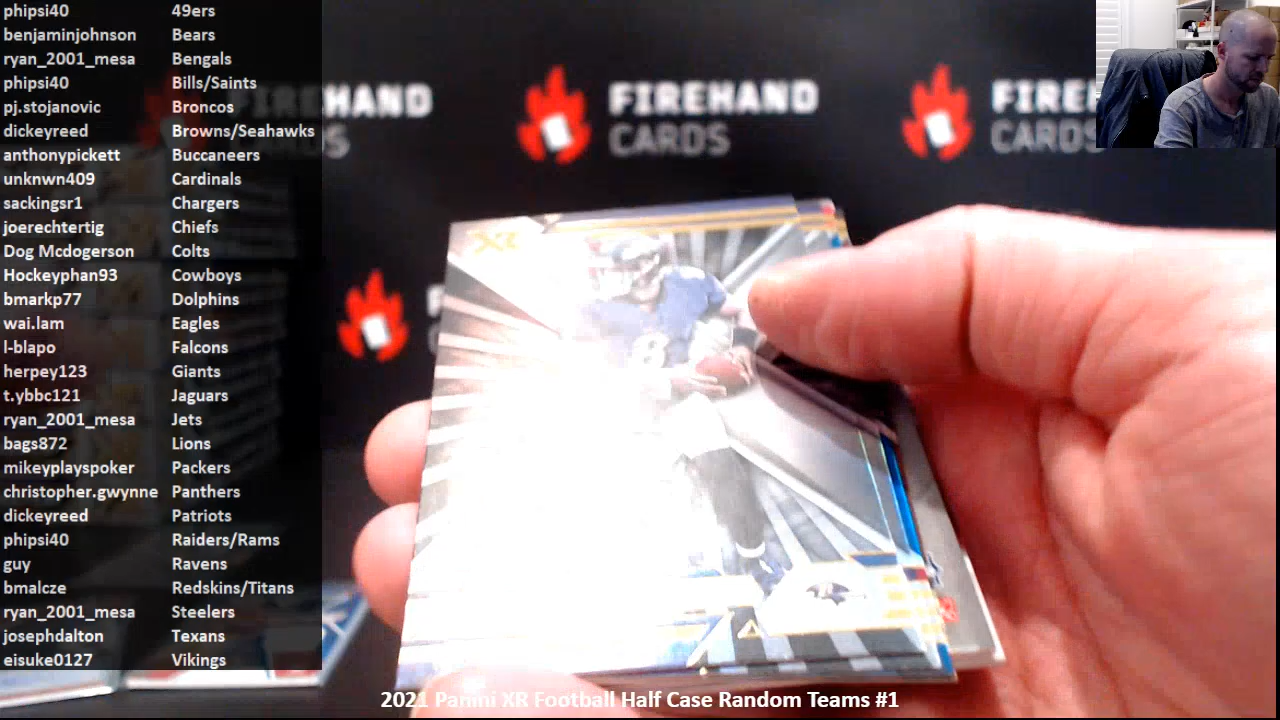 phipsi40 49ers
benjaminjohnson Bears
ryan_2001_mesa Bengals
phipsi40 Bills/Saints
pj.stojanovic Broncos
dickeyreed Browns/Seahawks
anthonypickett Buccaneers
unknwn409 Cardinals
sackingsr1 Chargers
joerechtertig Chiefs
Dog Mcdogerson Colts
Hockeyphan93 Cowboys
bmarkp77 Dolphins
wai.lam Eagles
l-blapo Falcons
herpey123 Giants
t.ybbc121 Jaguars
ryan_2001_mesa Jets
bags872 Lions
mikeyplayspoker Packers
christopher.gwynne Panthers
dickeyreed Patriots
phipsi40 Raiders/Rams
guy Ravens
bmalcze Redskins/Titans
ryan_2001_mesa Steelers
josephdalton Texans
eisuke0127 Vikings
FIREHAND
CARDS
FIREHAND
CARDS
FIREHAND
CARDS
XR
8
2021 Panini XR Football Half Case Random Teams #1